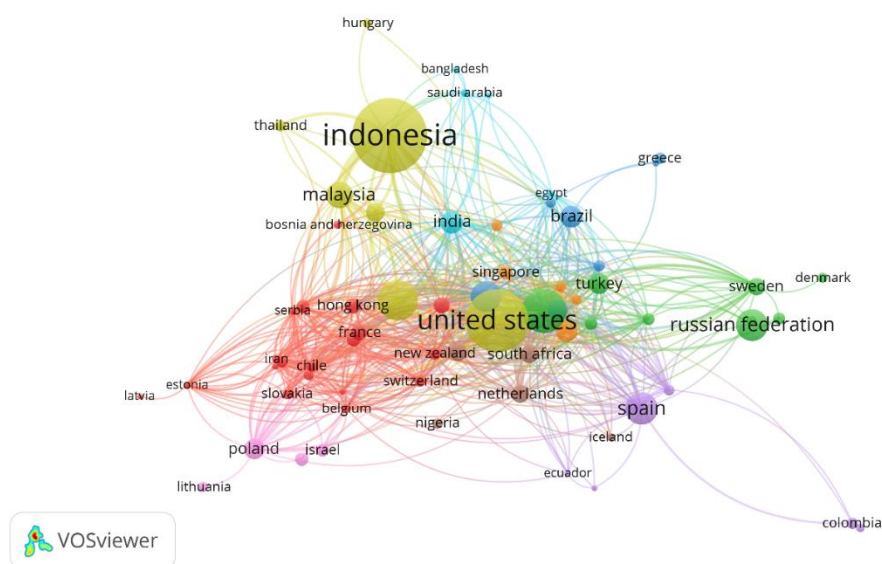 hungary
bangladesh
saudi arabia
thailand
indonesia
greece
malaysia
egypt
bosnia and herzegovina
india
brazil
singapore
turkey
sweden
denmark
serbia
hong kong
united states
russian federation
france
new zealand
south africa
iran
chile
estonia
switzerland
latvia
slovakia
netherlands
belgium
spain
nigeria
iceland
poland
israel
ecuador
lithuania
colombia
VOSviewer